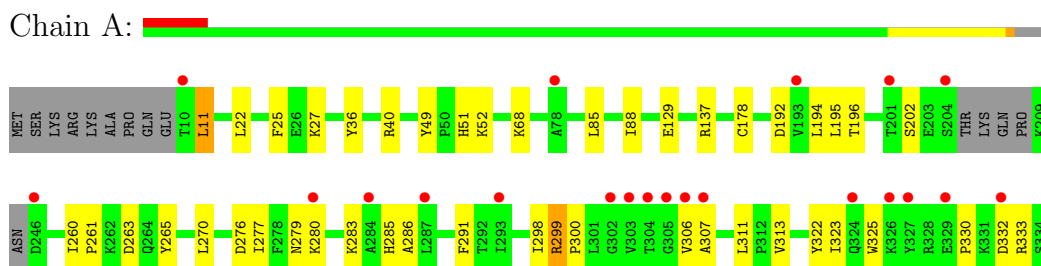 Chain A:
MET SER LYS ARG LYS ALA PRO GLN GLU T10 L11 L22 F25 E26 K27 Y36 R40 Y49 P50 H51 K52 K68 A78 L85 I88 E129 R137 C178 D192 V193 L194 L195 T196 T201 S202 E203 S204 THR LYS GLN PRO K209
ASN D246 I260 P261 K262 D263 Q264 Y265 L270 D276 I277 F278 N279 K280 K283 A284 H285 A286 L287 F291 T292 I293 I298 R299 P300 L301 G302 V303 T304 G305 V306 A307 L311 P312 V313 Y322 I323 Q324 W325 K326 Y327 R328 E329 P330 K331 D332 R333 S334